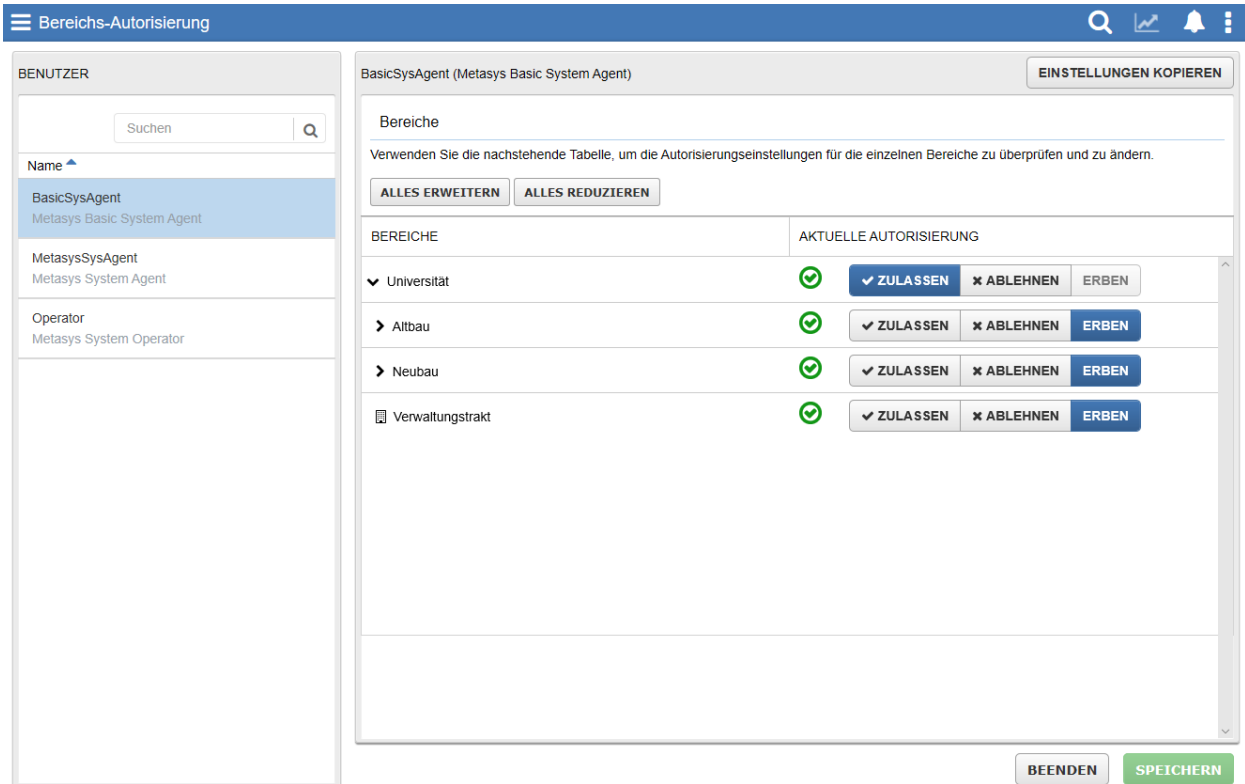 Bereichs-Autorisierung
BENUTZER
Suchen
Name
BasicSysAgent
Metasys Basic System Agent
MetasysSysAgent
Metasys System Agent
Operator
Metasys System Operator
BasicSysAgent (Metasys Basic System Agent)
EINSTELLUNGEN KOPIEREN
Bereiche
Verwenden Sie die nachstehende Tabelle, um die Autorisierungseinstellungen für die einzelnen Bereiche zu überprüfen und zu ändern.
ALLES ERWEITERN ALLES REDUZIEREN
BEREICHE AKTUELLE AUTORISIERUNG
Universität ZULASSEN ABLEHNEN ERBEN
Altbau ZULASSEN ABLEHNEN ERBEN
Neubau ZULASSEN ABLEHNEN ERBEN
Verwaltungstrakt ZULASSEN ABLEHNEN ERBEN
BEENDEN SPEICHERN